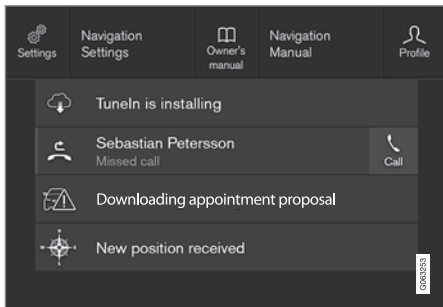 Settings
Navigation
Settings
Owner's
manual
Navigation
Manual
Profile
TuneIn is installing
Sebastian Petersson
Missed call
Call
Downloading appointment proposal
New position received
G063253